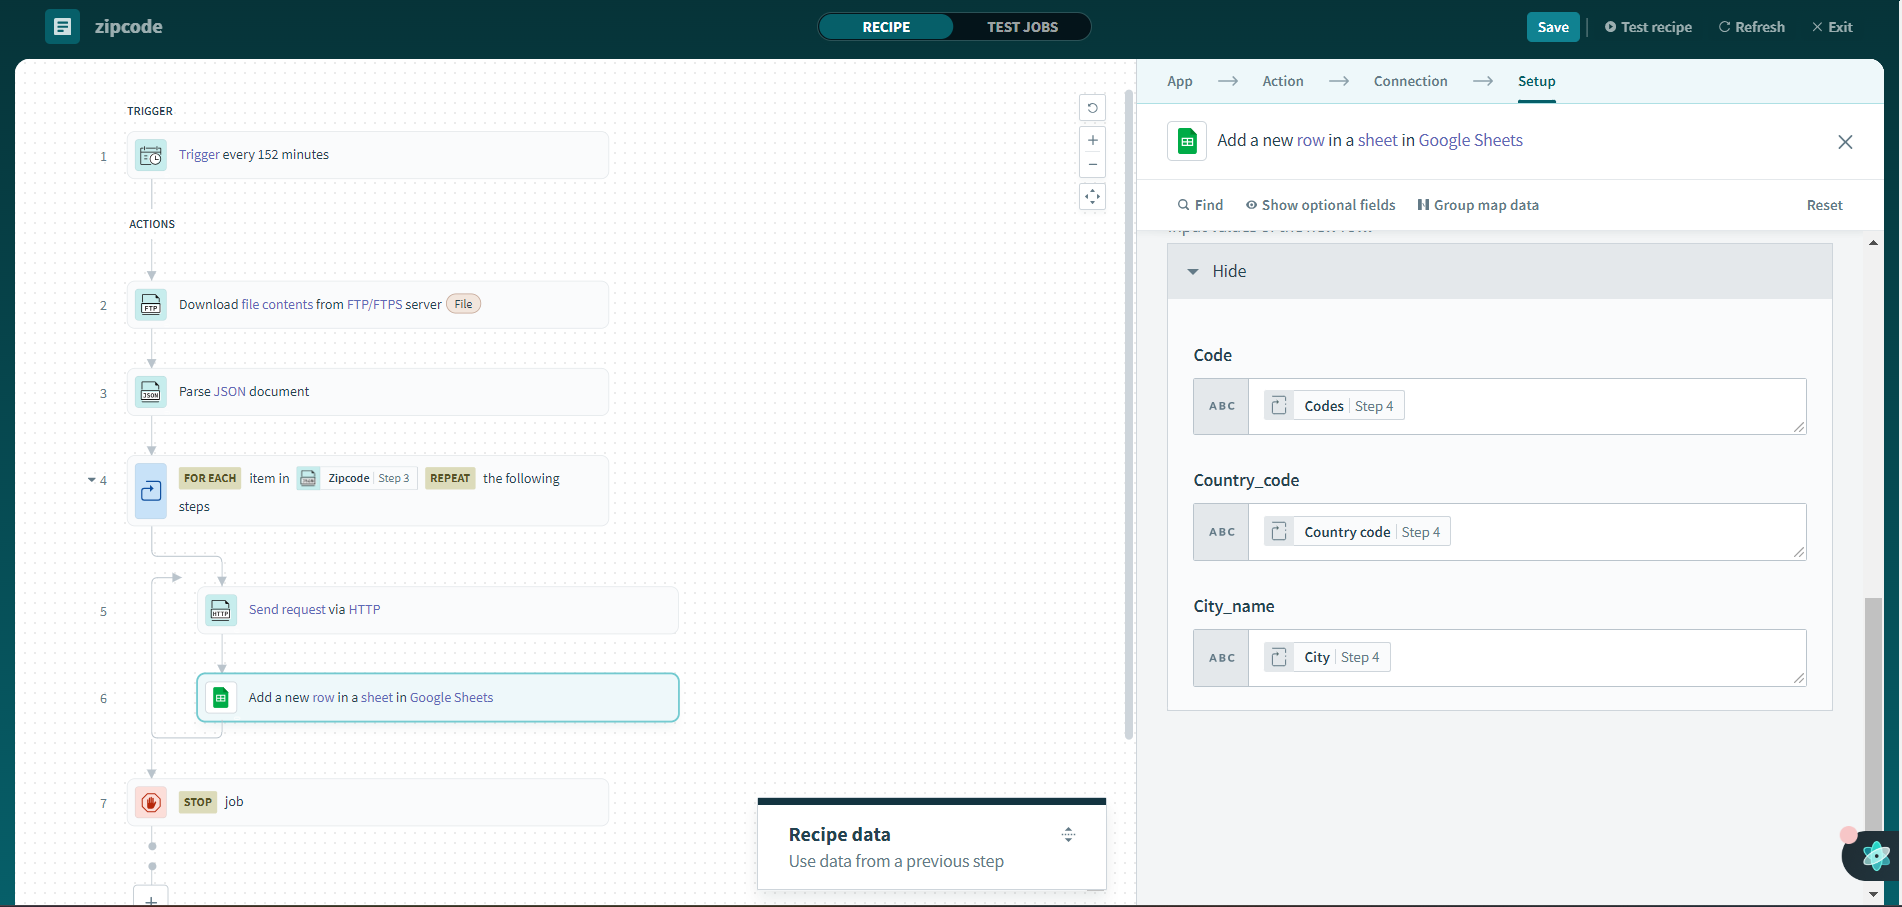 zipcode
RECIPE
TEST JOBS
Save
Test recipe
Refresh
Exit
TRIGGER
1
Trigger every 152 minutes
ACTIONS
2
Download file contents from FTP/FTPS server File
FTP
3
Parse JSON document
JSON
4
FOR EACH item in Zipcode Step 3 REPEAT the following
steps
5
Send request via HTTP
HTTP
6
Add a new row in a sheet in Google Sheets
7
STOP job
Recipe data
Use data from a previous step
App
Action
Connection
Setup
Add a new row in a sheet in Google Sheets
Find
Show optional fields
Group map data
Reset
Hide
Code
ABC
Codes Step 4
Country_code
ABC
Country code Step 4
City_name
ABC
City Step 4